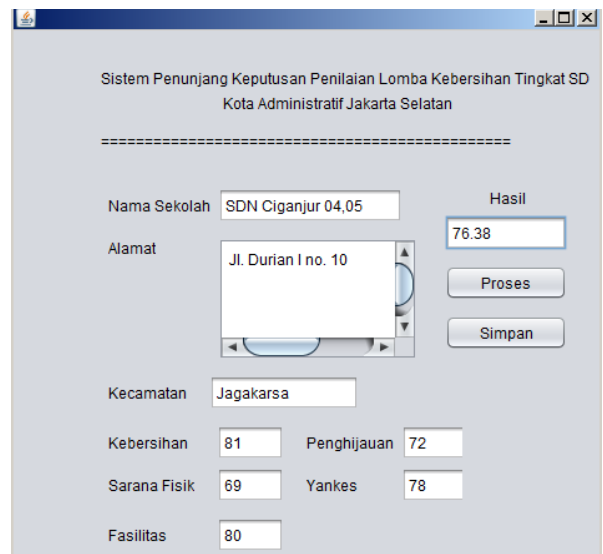 Sistem Penunjang Keputusan Penilaian Lomba Kebersihan Tingkat SD
Kota Administratif Jakarta Selatan
===============================================
Nama Sekolah SDN Ciganjur 04,05
Hasil
76.38
Alamat Jl. Durian I no. 10
Proses
Simpan
Kecamatan Jagakarsa
Kebersihan 81 Penghijauan 72
Sarana Fisik 69 Yankes 78
Fasilitas 80